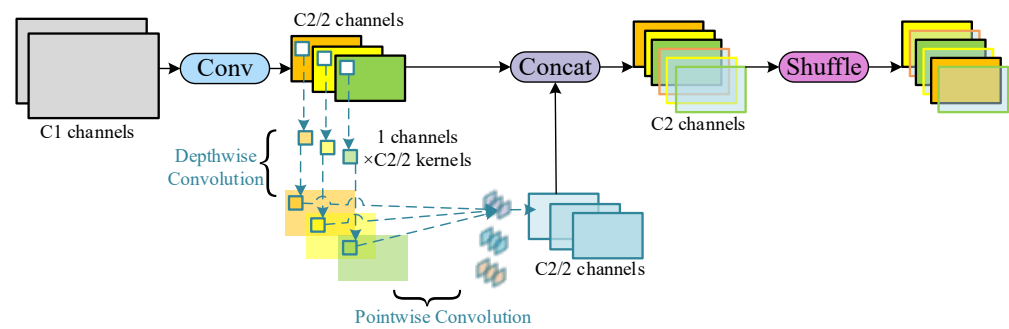 C2/2 channels
Conv
Concat
Shuffle
C1 channels
C2 channels
1 channels
×C2/2 kernels
Depthwise
Convolution
C2/2 channels
Pointwise Convolution